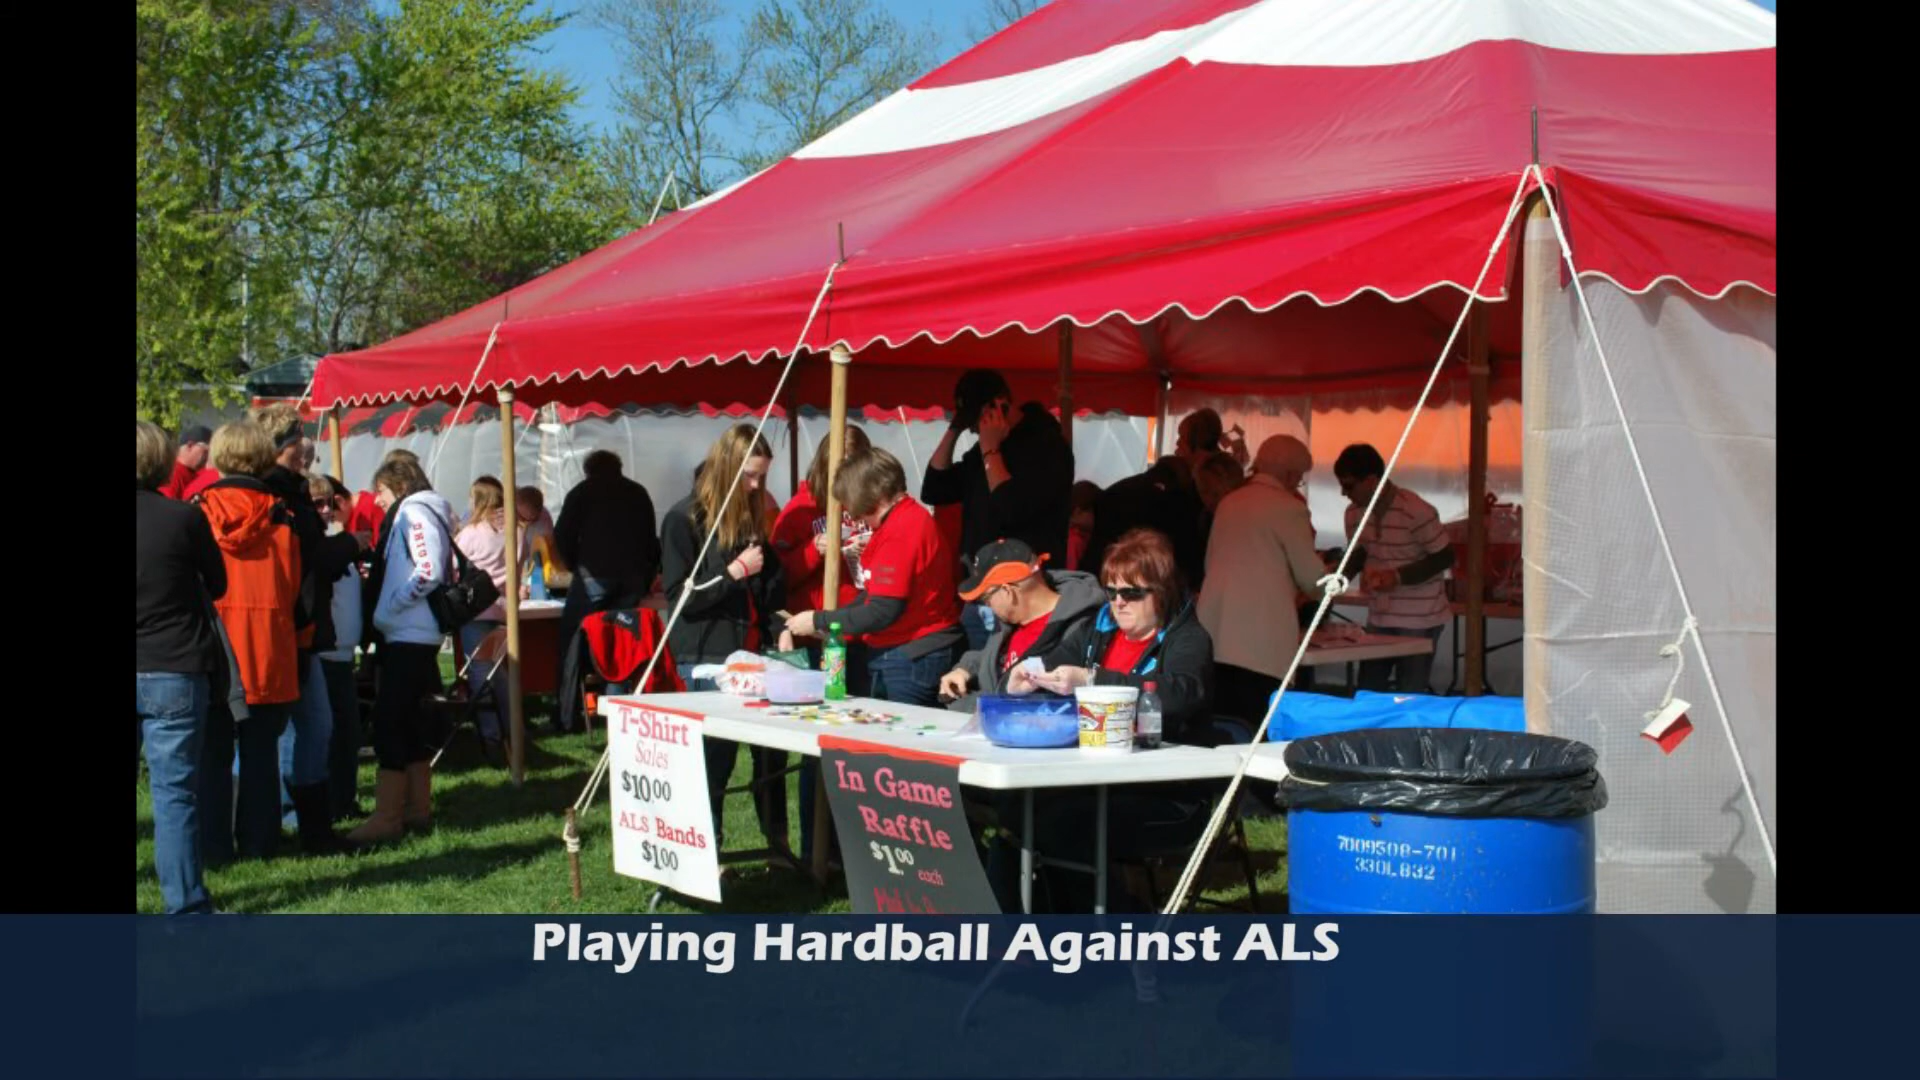 T-Shirt
Sales
$10.00
ALS Bands
$1.00
In Game
Raffle
$1.00
each
7009508-701
330L832
Playing Hardball Against ALS